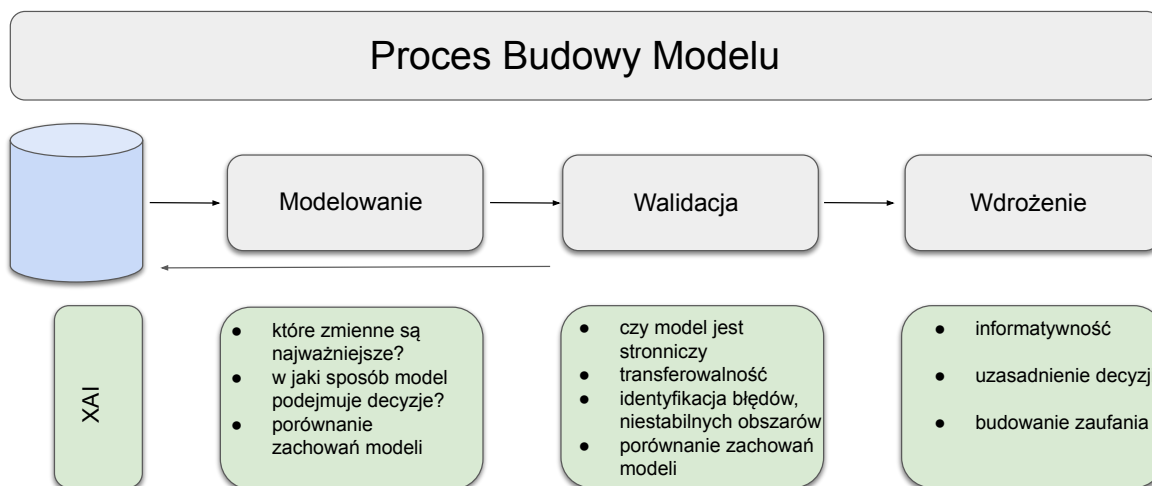 Proces Budowy Modelu
Modelowanie
Walidacja
Wdrożenie
XAI
● które zmienne są
najważniejsze?
● w jaki sposób model
podejmuje decyzje?
● porównanie
zachowań modeli
● czy model jest
stronniczy
● transferowalność
● identyfikacja błędów,
niestabilnych obszarów
● porównanie zachowań
modeli
● informatywność
● uzasadnienie decyzj
● budowanie zaufania